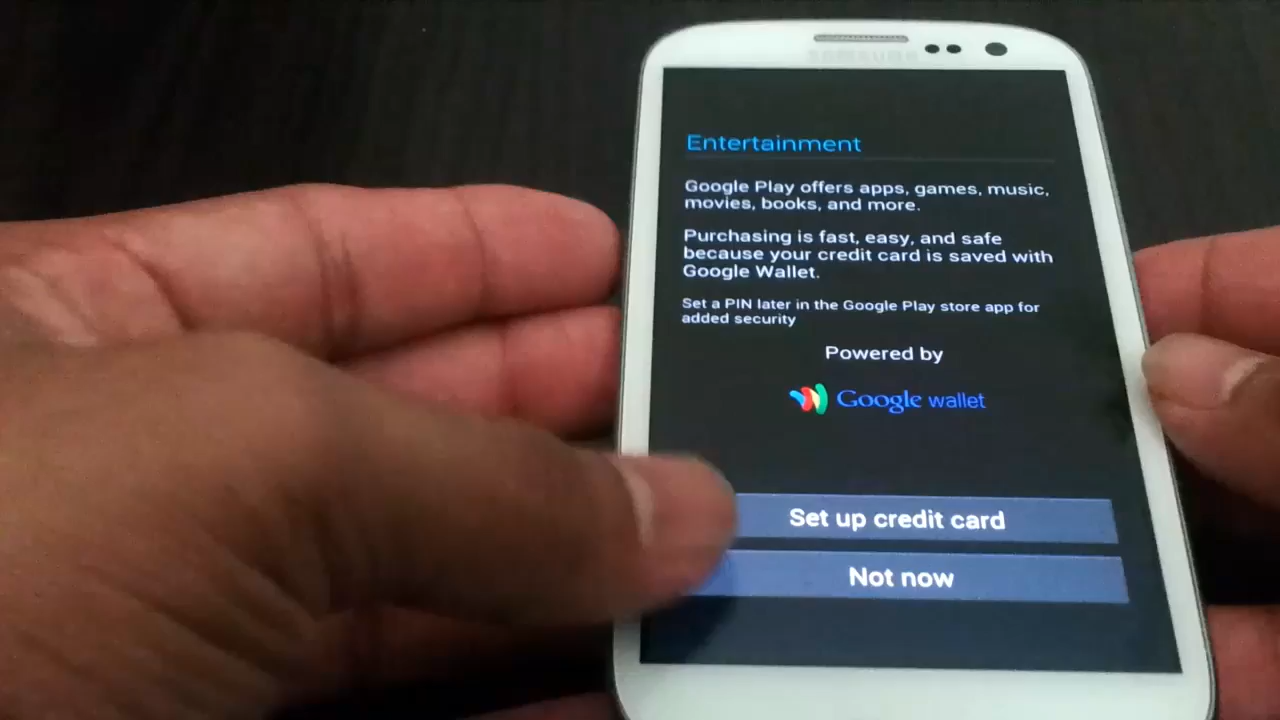 SAMSUNG
Entertainment
Google Play offers apps, games, music,
movies, books, and more.
Purchasing is fast, easy, and safe
because your credit card is saved with
Google Wallet.
Set a PIN later in the Google Play store app for
added security
Powered by
Google wallet
Set up credit card
Not now